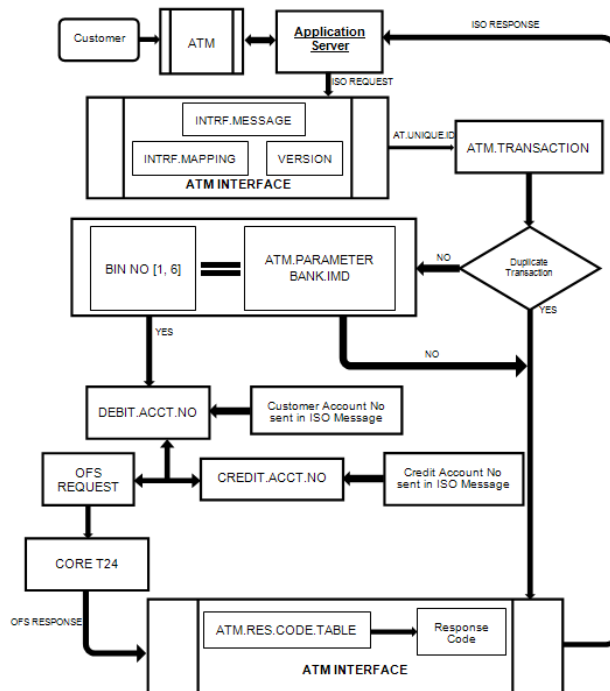 ISO RESPONSE
Customer
ATM
Application
Server
ISO REQUEST
INTRF.MESSAGE
INTRF.MAPPING
VERSION
ATM INTERFACE
AT.UNIQUE.ID
ATM.TRANSACTION
BIN NO [1, 6]
ATM.PARAMETER
BANK.IMD
NO
Duplicate
Transaction
YES
YES
NO
DEBIT.ACCT.NO
Customer Account No
sent in ISO Message
OFS
REQUEST
CREDIT.ACCT.NO
Credit Account No
sent in ISO Message
CORE T24
OFS RESPONSE
ATM.RES.CODE.TABLE
Response
Code
ATM INTERFACE